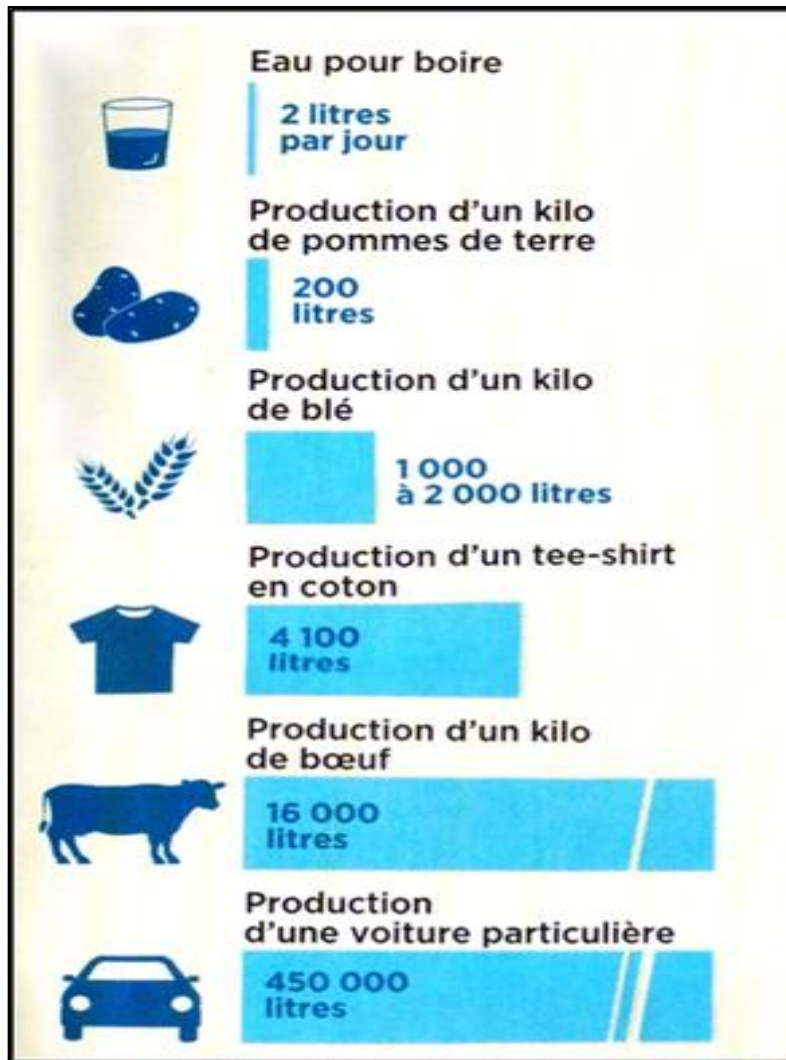 Eau pour boire
2 litres
par jour
Production d'un kilo
de pommes de terre
200
litres
Production d'un kilo
de blé
1 000
à 2 000 litres
Production d'un tee-shirt
en coton
4 100
litres
Production d'un kilo
de bœuf
16 000
litres
Production
d'une voiture particulière
450 000
litres